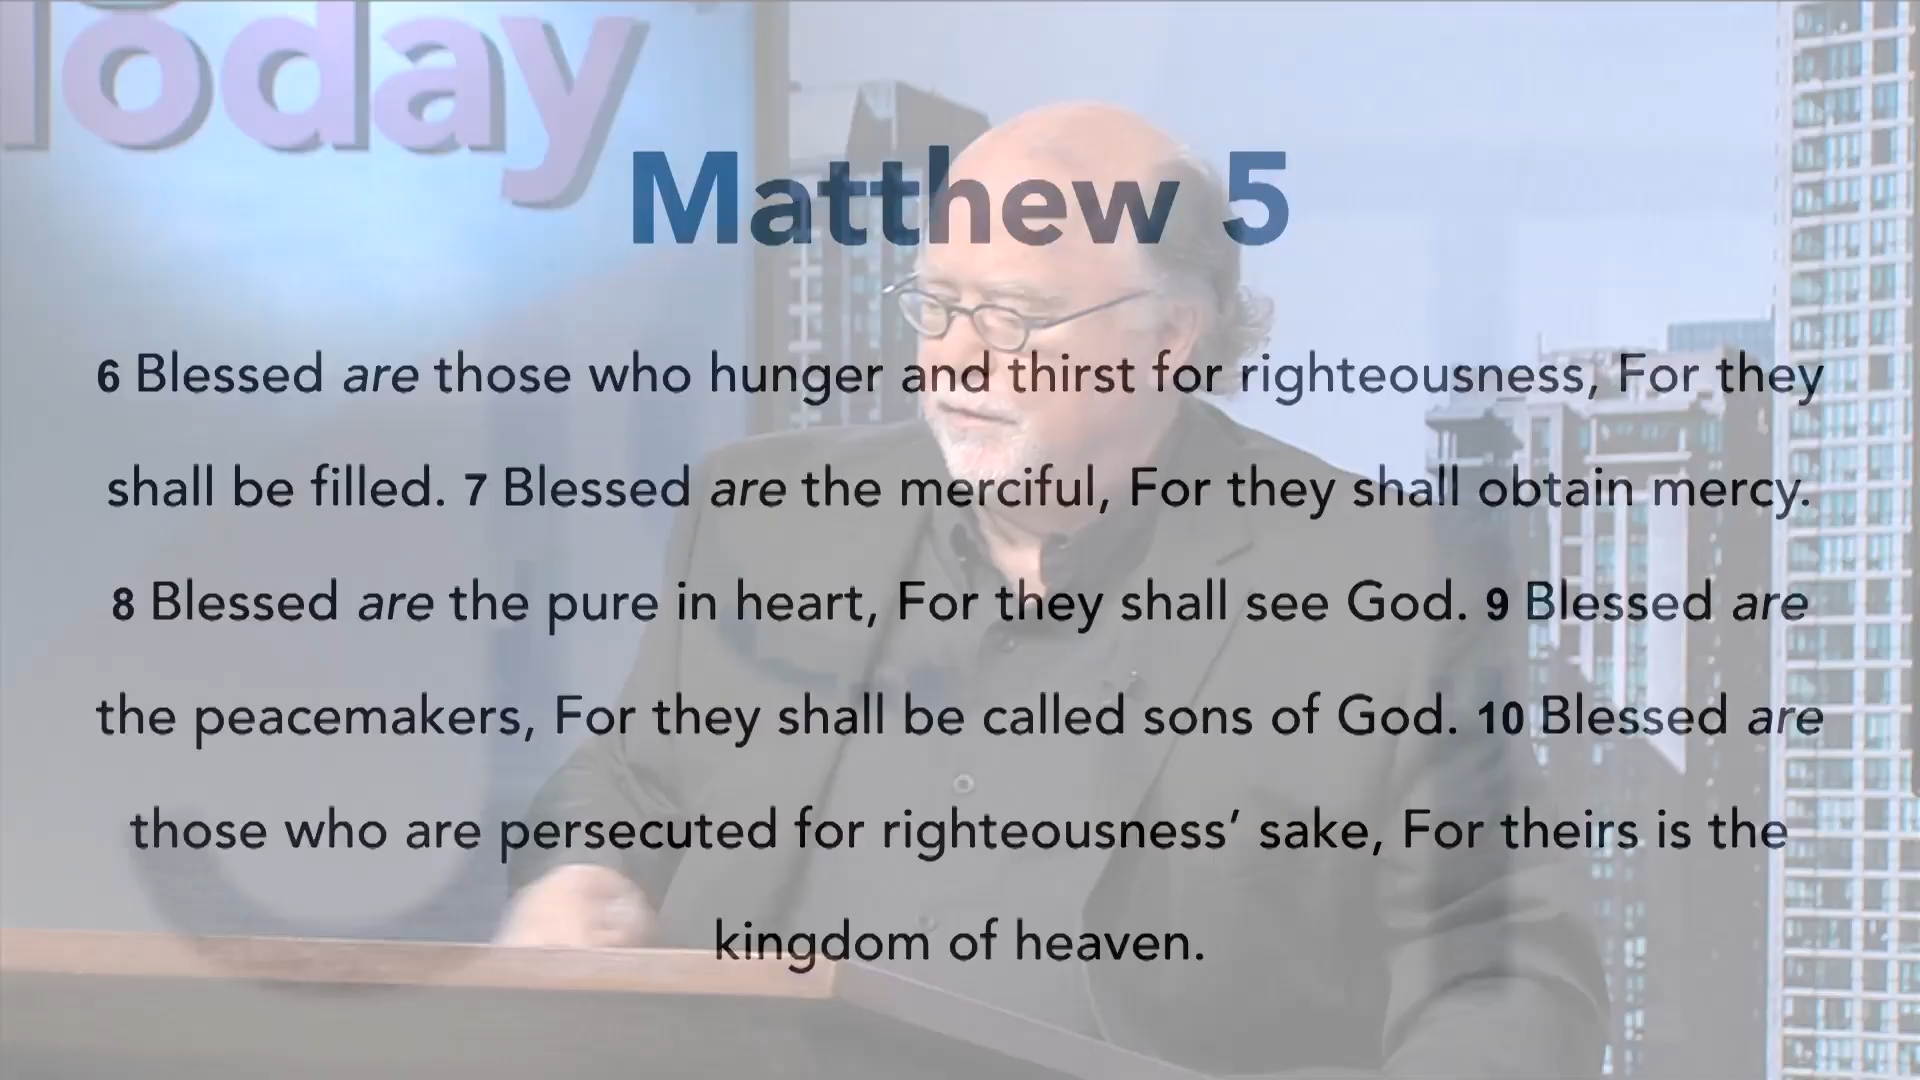 Today
Matthew 5
6 Blessed are those who hunger and thirst for righteousness, For they
shall be filled. 7 Blessed are the merciful, For they shall obtain mercy.
8 Blessed are the pure in heart, For they shall see God. 9 Blessed are
the peacemakers, For they shall be called sons of God. 10 Blessed are
those who are persecuted for righteousness’ sake, For theirs is the
kingdom of heaven.